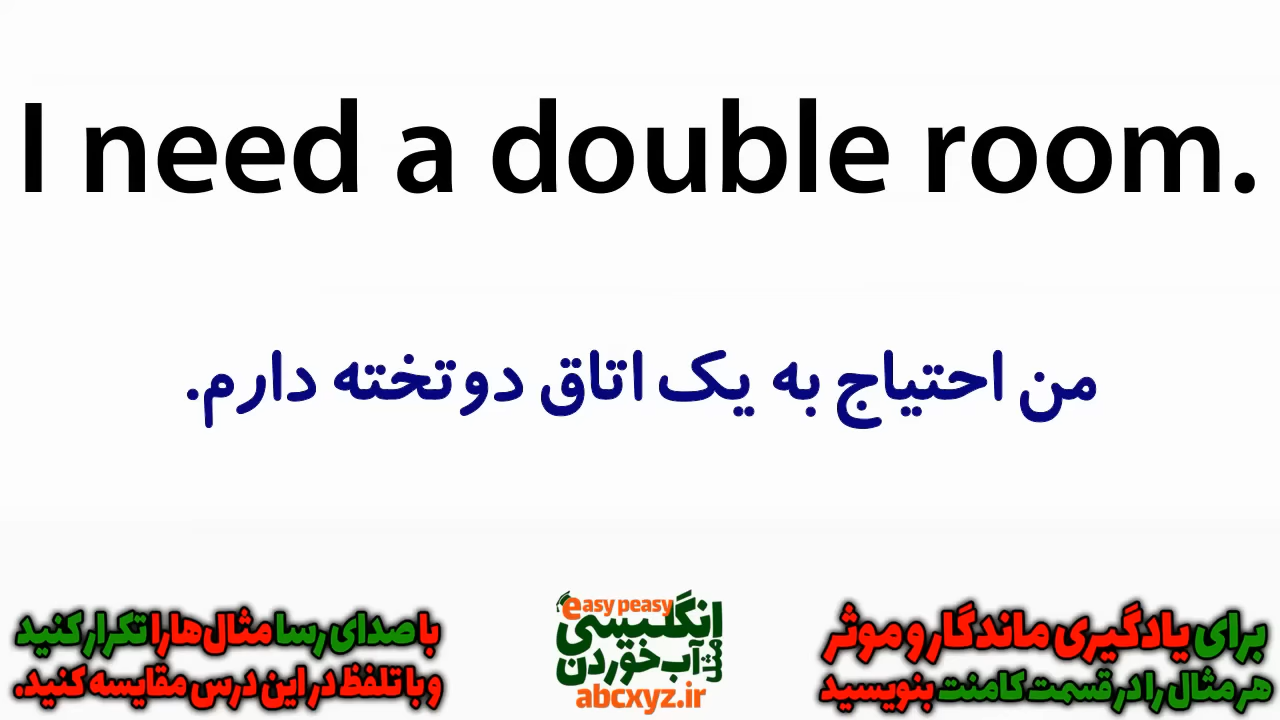 I need a double room.
من احتیاج به یک اتاق دوتخته دارم.
برای یادگیری ماندگار و موثر
هر مثال را در قسمت کامنت بنویسید
easy peasy
انگلیسی
مثل
آب خوردن
abcxyz.ir
با صدای رسا مثال‌ها را تکرار کنید
و با تلفظ در این درس مقایسه کنید.